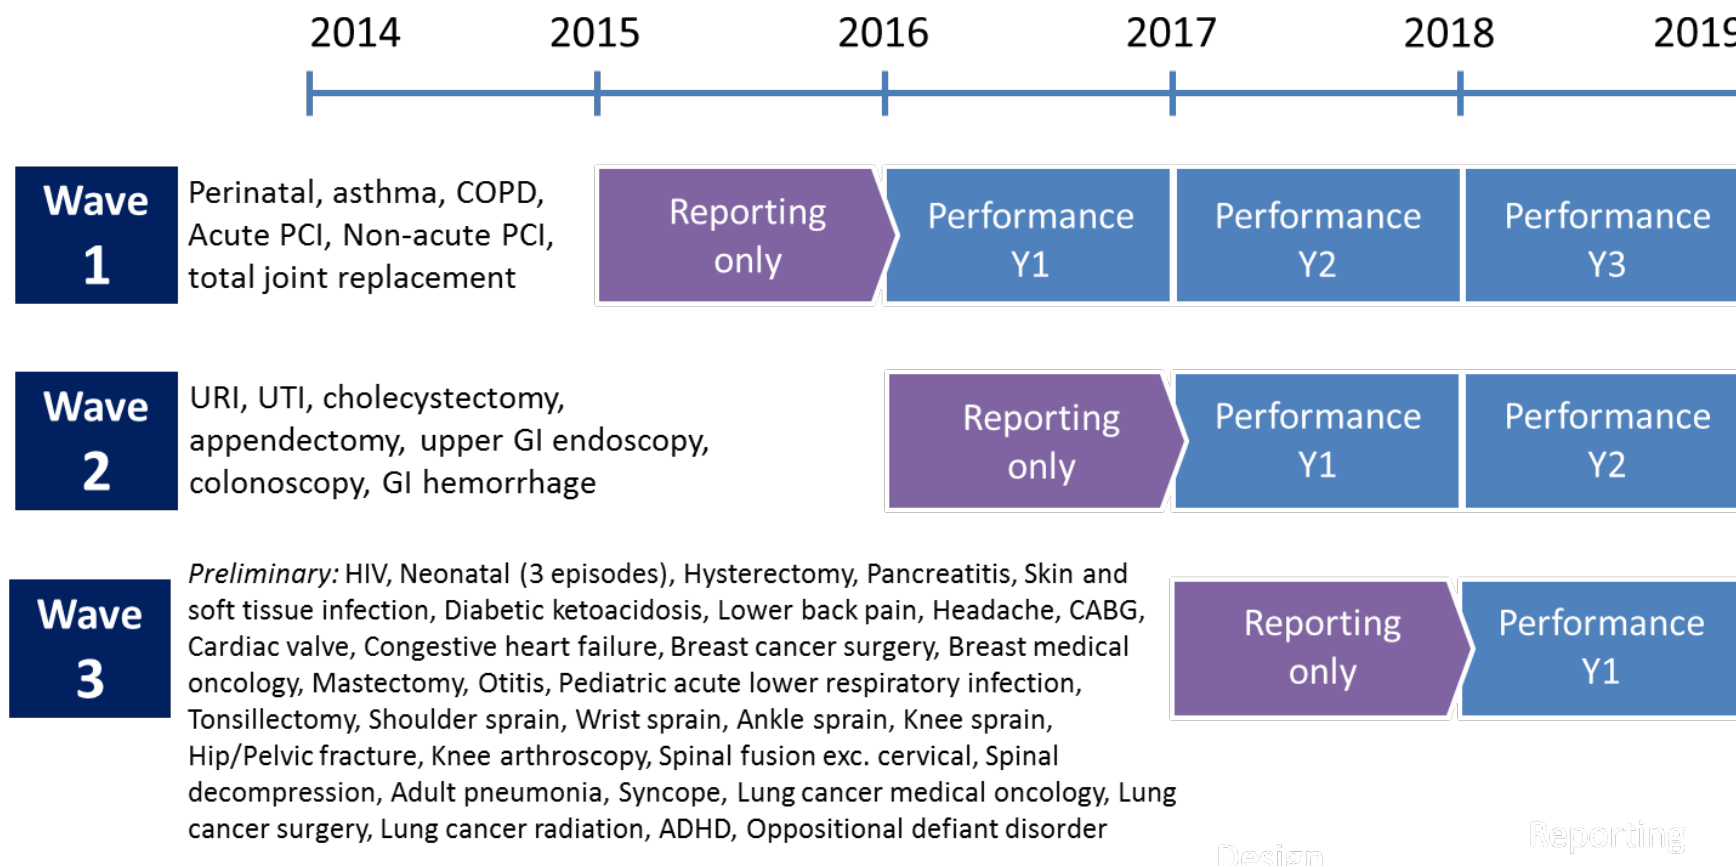 2014 2015 2016 2017 2018 2019
Wave
1
Perinatal, asthma, COPD,
Acute PCI, Non-acute PCI,
total joint replacement
Reporting
only
Performance
Y1
Performance
Y2
Performance
Y3
Wave
2
URI, UTI, cholecystectomy,
appendectomy, upper GI endoscopy,
colonoscopy, GI hemorrhage
Reporting
only
Performance
Y1
Performance
Y2
Wave
3
Preliminary: HIV, Neonatal (3 episodes), Hysterectomy, Pancreatitis, Skin and
soft tissue infection, Diabetic ketoacidosis, Lower back pain, Headache, CABG,
Cardiac valve, Congestive heart failure, Breast cancer surgery, Breast medical
oncology, Mastectomy, Otitis, Pediatric acute lower respiratory infection,
Tonsillectomy, Shoulder sprain, Wrist sprain, Ankle sprain, Knee sprain,
Hip/Pelvic fracture, Knee arthroscopy, Spinal fusion exc. cervical, Spinal
decompression, Adult pneumonia, Syncope, Lung cancer medical oncology, Lung
cancer surgery, Lung cancer radiation, ADHD, Oppositional defiant disorder
Reporting
only
Performance
Y1
Reporting
Design